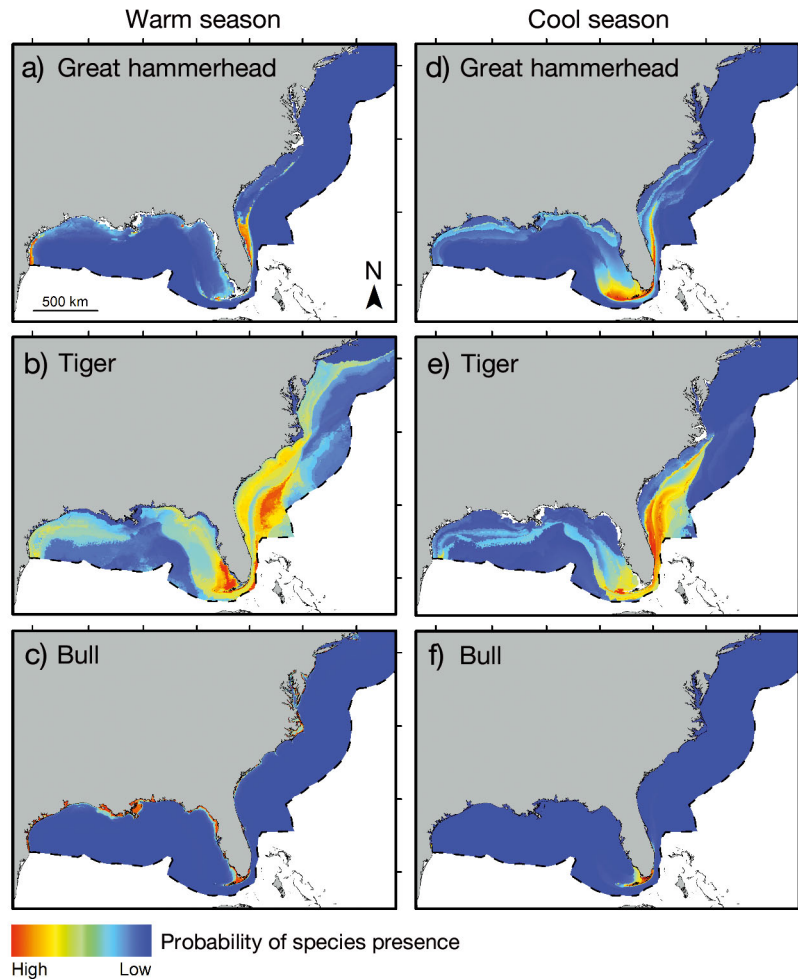 Warm season
Cool season
a) Great hammerhead
d) Great hammerhead
500 km
N
b) Tiger
e) Tiger
c) Bull
f) Bull
Probability of species presence
High Low